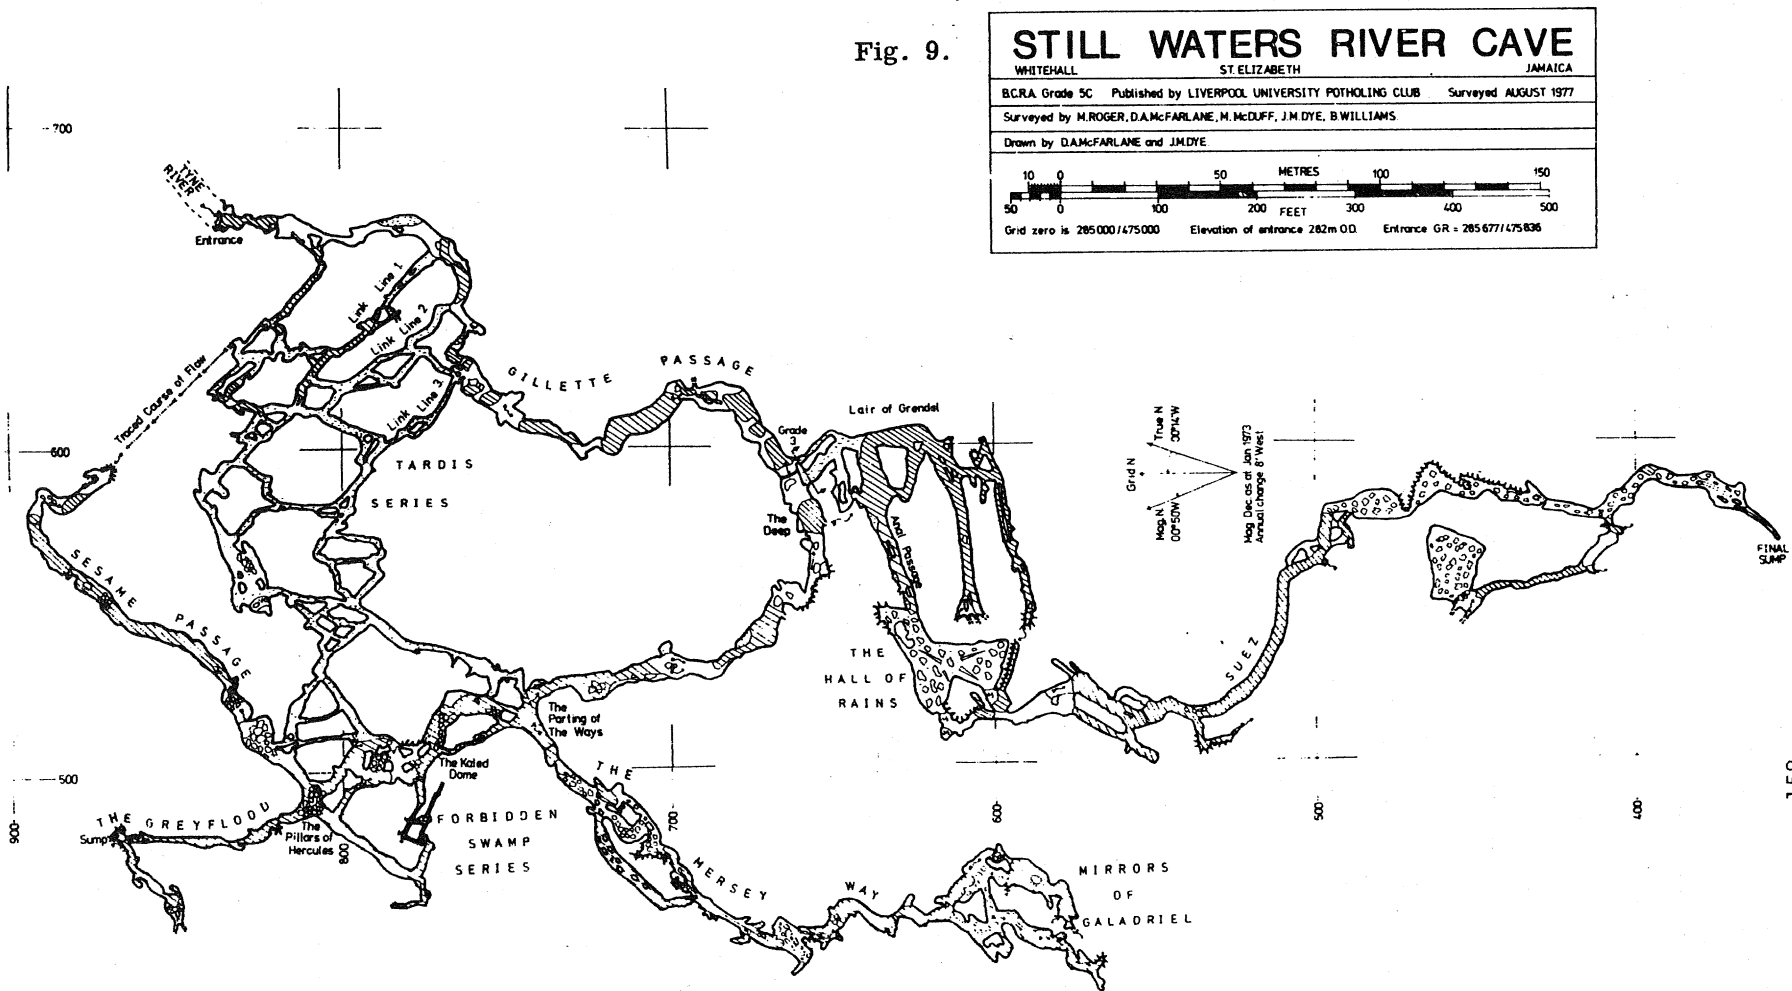 Fig. 9.
STILL WATERS RIVER CAVE
WHITEHALL ST. ELIZABETH JAMAICA
B.C.R.A. Grade 5C Published by LIVERPOOL UNIVERSITY POTHOLING CLUB Surveyed AUGUST 1977
Surveyed by M.ROGER, D.A.McFARLANE, M. McDUFF, J.M.DYE, B.WILLIAMS
Drawn by D.A.McFARLANE and J.M.DYE
METRES
10 0 50 100 150
50 0 100 200 300 400 500
FEET
Grid zero is 285000/475000 Elevation of entrance 282m O.D. Entrance G.R. = 285677/475836
700
TYNE
RIVER
Entrance
Link Line 1
Link Line 2
Link Line 3
Traced Course of Flow
GILLETTE PASSAGE
Lair of Grendel
Grade
3
600
TARDIS
SERIES
The
Deep
Anal Passage
Grid N
True N
00°14'W
Mag. N
00°50'W
Mag Dec as at Jan 1973
Annual change 8' West
FINAL
SUMP
SESAME PASSAGE
THE
HALL OF
RAINS
SUEZ
The
Parting of
The Ways
The Kaled
Dome
500
THE GREYFLOOD
Sump
The
Pillars of
Hercules
FORBIDDEN
SWAMP
SERIES
THE MERSEY WAY
MIRRORS
OF
GALADRIEL
900
800
700
600
500
400